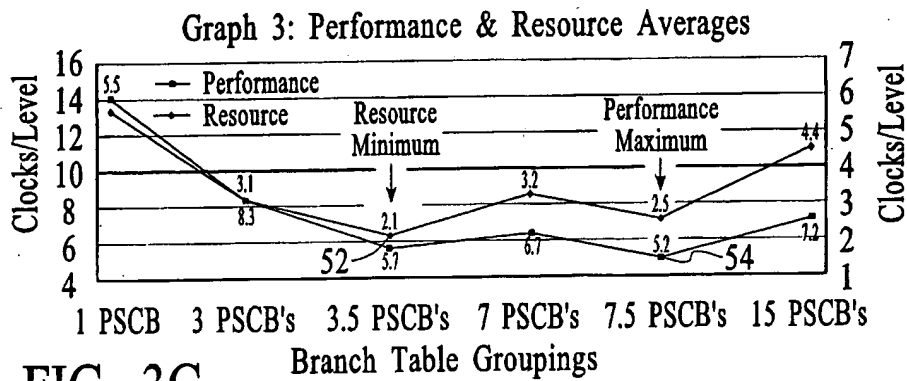 Graph 3: Performance & Resource Averages
Clocks/Level
16
14
12
10
8
6
4
Performance
Resource
Resource
Minimum
Performance
Maximum
5.5
3.1
8.3
2.1
5.7
3.2
6.7
2.5
5.2
4.4
7.2
52
54
7
6
5
4
3
2
1
Clocks/Level
1 PSCB 3 PSCB's 3.5 PSCB's 7 PSCB's 7.5 PSCB's 15 PSCB's
Branch Table Groupings